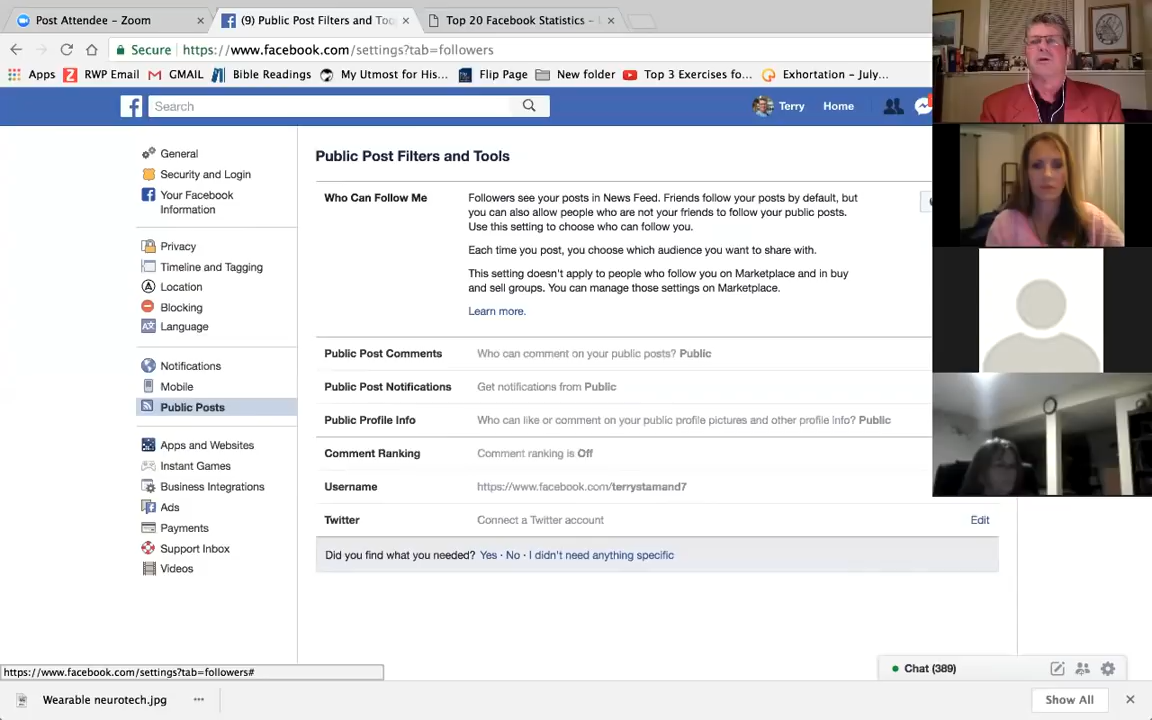 Post Attendee - Zoom
(9) Public Post Filters and Too
Top 20 Facebook Statistics -
Secure https://www.facebook.com/settings?tab=followers
Apps RWP Email GMAIL Bible Readings My Utmost for His... Flip Page New folder Top 3 Exercises fo... Exhortation – July...
Search
Terry Home
General
Security and Login
Your Facebook
Information
Privacy
Timeline and Tagging
Location
Blocking
Language
Notifications
Mobile
Public Posts
Apps and Websites
Instant Games
Business Integrations
Ads
Payments
Support Inbox
Videos
Public Post Filters and Tools
Who Can Follow Me
Followers see your posts in News Feed. Friends follow your posts by default, but
you can also allow people who are not your friends to follow your public posts.
Use this setting to choose who can follow you.
Each time you post, you choose which audience you want to share with.
This setting doesn't apply to people who follow you on Marketplace and in buy
and sell groups. You can manage those settings on Marketplace.
Learn more.
Public Post Comments Who can comment on your public posts? Public
Public Post Notifications Get notifications from Public
Public Profile Info Who can like or comment on your public profile pictures and other profile info? Public
Comment Ranking Comment ranking is Off
Username https://www.facebook.com/terrystamand7
Twitter Connect a Twitter account Edit
Did you find what you needed? Yes · No · I didn't need anything specific
https://www.facebook.com/settings?tab=followers#
Chat (389)
Wearable neurotech.jpg
Show All